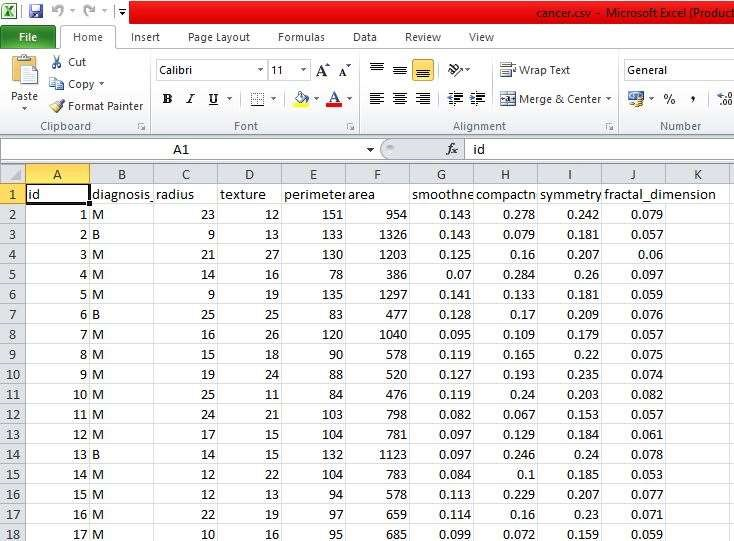 cancer.csv - Microsoft Excel (Product
File Home Insert Page Layout Formulas Data Review View
Paste Cut Copy Format Painter
Calibri 11 A A
B I U A
Wrap Text
Merge & Center
General
% , .00
Clipboard Font Alignment Number
A1 fx id
A B C D E F G H I J K
1 id diagnosis_ radius texture perimeter area smoothne compactn symmetry fractal_dimension
2 1 M 23 12 151 954 0.143 0.278 0.242 0.079
3 2 B 9 13 133 1326 0.143 0.079 0.181 0.057
4 3 M 21 27 130 1203 0.125 0.16 0.207 0.06
5 4 M 14 16 78 386 0.07 0.284 0.26 0.097
6 5 M 9 19 135 1297 0.141 0.133 0.181 0.059
7 6 B 25 25 83 477 0.128 0.17 0.209 0.076
8 7 M 16 26 120 1040 0.095 0.109 0.179 0.057
9 8 M 15 18 90 578 0.119 0.165 0.22 0.075
10 9 M 19 24 88 520 0.127 0.193 0.235 0.074
11 10 M 25 11 84 476 0.119 0.24 0.203 0.082
12 11 M 24 21 103 798 0.082 0.067 0.153 0.057
13 12 M 17 15 104 781 0.097 0.129 0.184 0.061
14 13 B 14 15 132 1123 0.097 0.246 0.24 0.078
15 14 M 12 22 104 783 0.084 0.1 0.185 0.053
16 15 M 12 13 94 578 0.113 0.229 0.207 0.077
17 16 M 22 19 97 659 0.114 0.16 0.23 0.071
18 17 M 10 16 95 685 0.099 0.072 0.159 0.059